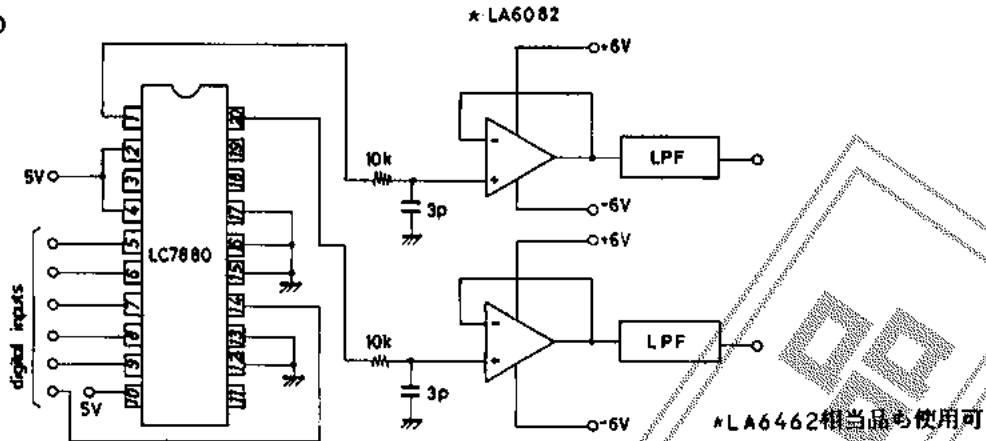 * LA6082
+6V
1
20
2
19
-
LPF
10k
5V
3
18
+
4
17
3p
-6V
5
16
+6V
LC7880
6
15
7
14
-
8
13
10k
LPF
digital inputs
9
12
+
10
11
3p
5V
-6V
*LA6462相当品も使用可